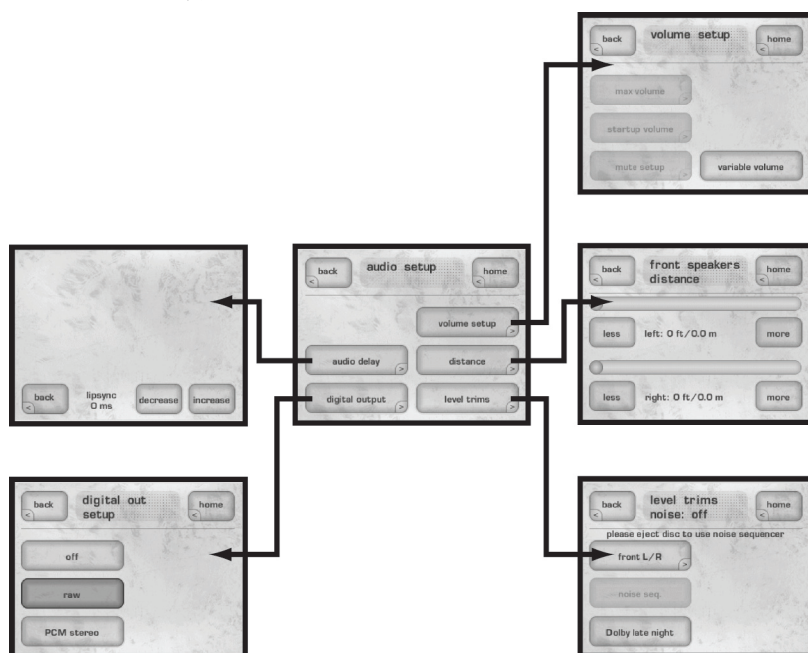 back
volume setup
home
max volume
startup volume
mute setup
variable volume
lipsync
0 ms
back
decrease
increase
back
audio setup
home
volume setup
audio delay
distance
digital output
level trims
back
front speakers
distance
home
less
left: 0 ft/0.0 m
more
less
right: 0 ft/0.0 m
more
back
digital out
setup
home
off
raw
PCM stereo
back
level trims
noise: off
home
please eject disc to use noise sequencer
front L/R
noise seq.
Dolby late night